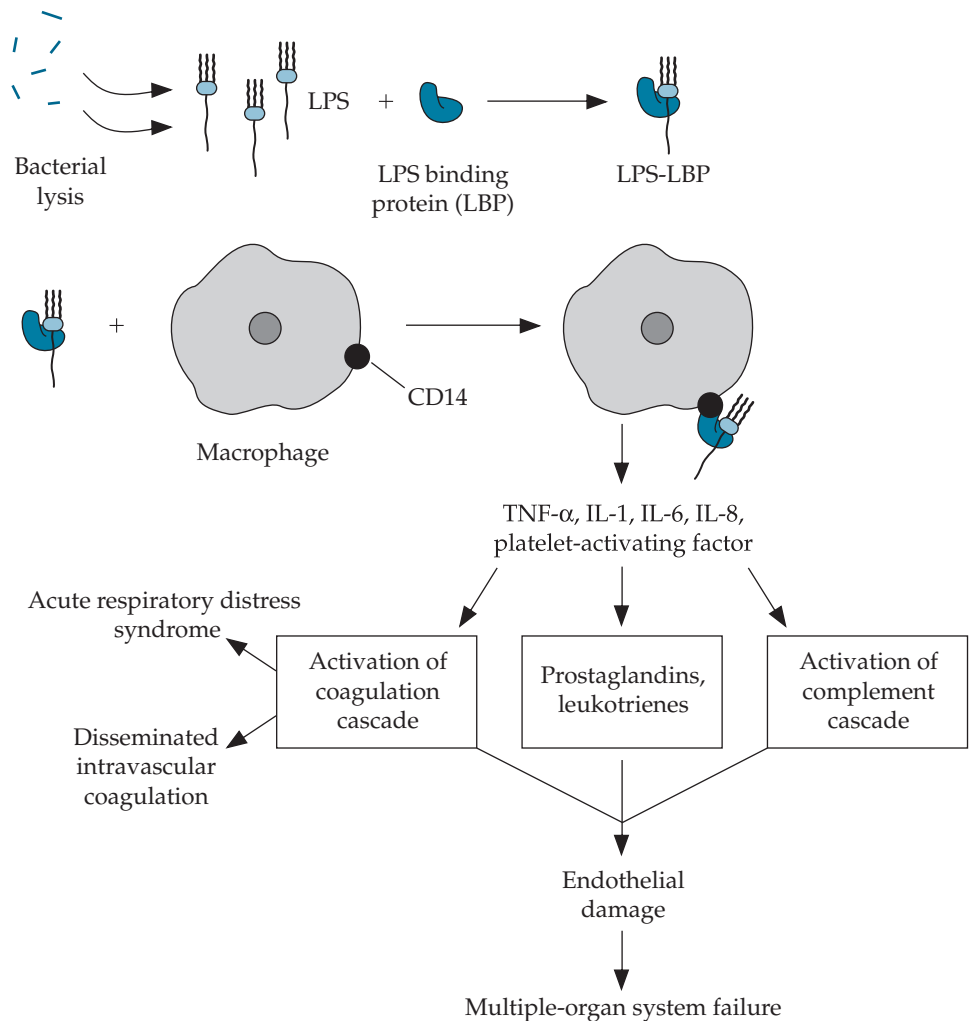 LPS
+
Bacterial
lysis
LPS binding
protein (LBP)
LPS-LBP
+
CD14
Macrophage
TNF-α, IL-1, IL-6, IL-8,
platelet-activating factor
Acute respiratory distress
syndrome
Activation of
coagulation
cascade
Prostaglandins,
leukotrienes
Activation of
complement
cascade
Disseminated
intravascular
coagulation
Endothelial
damage
Multiple-organ system failure